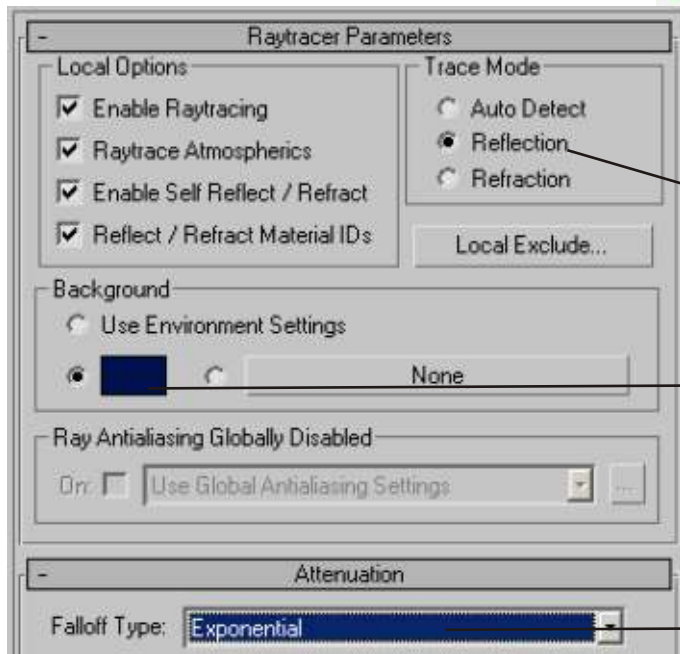 - Raytracer Parameters
Local Options
Enable Raytracing
Raytrace Atmospherics
Enable Self Reflect / Refract
Reflect / Refract Material IDs
Trace Mode
Auto Detect
Reflection
Refraction
Local Exclude...
Background
Use Environment Settings
None
Ray Antialiasing Globally Disabled
On: Use Global Antialiasing Settings ...
- Attenuation
Falloff Type: Exponential